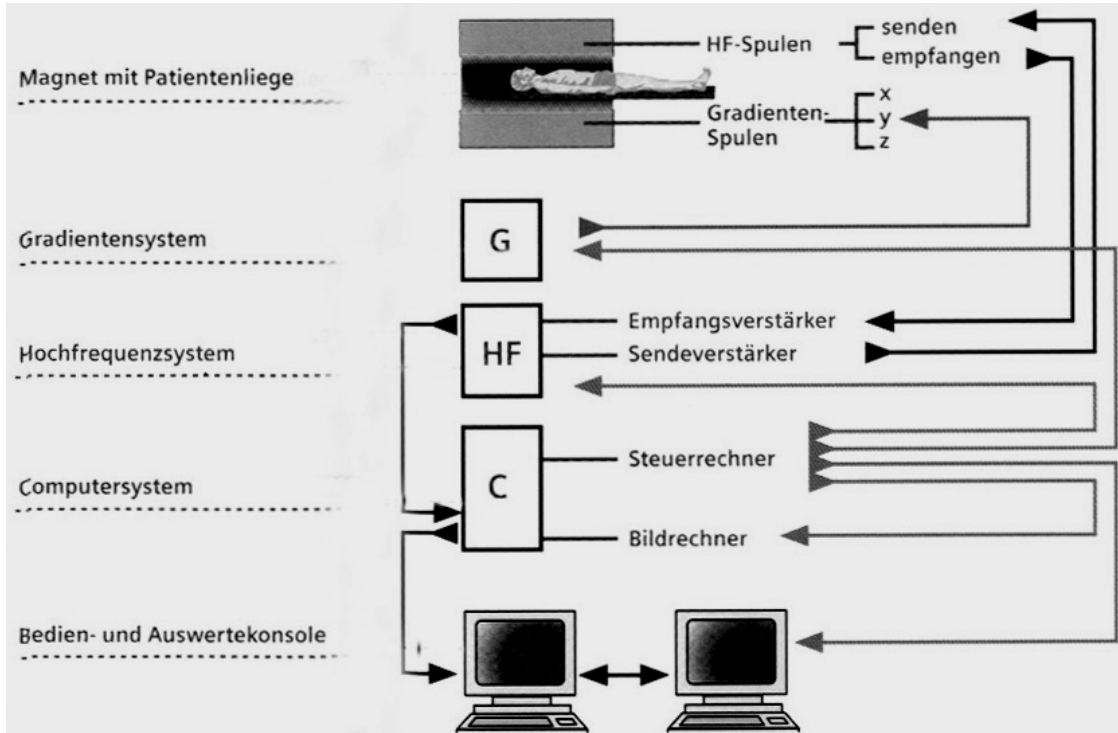 Magnet mit Patientenliege
HF-Spulen
senden
empfangen
Gradienten-
Spulen
x
y
z
Gradientensystem
G
Hochfrequenzsystem
HF
Empfangsverstärker
Sendeverstärker
Computersystem
C
Steuerrechner
Bildrechner
Bedien- und Auswertekonsole